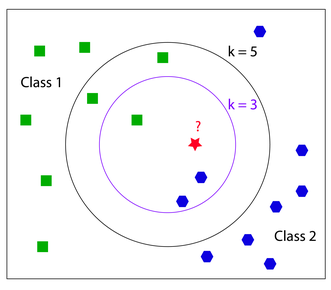 k = 5
Class 1
k = 3
?
Class 2